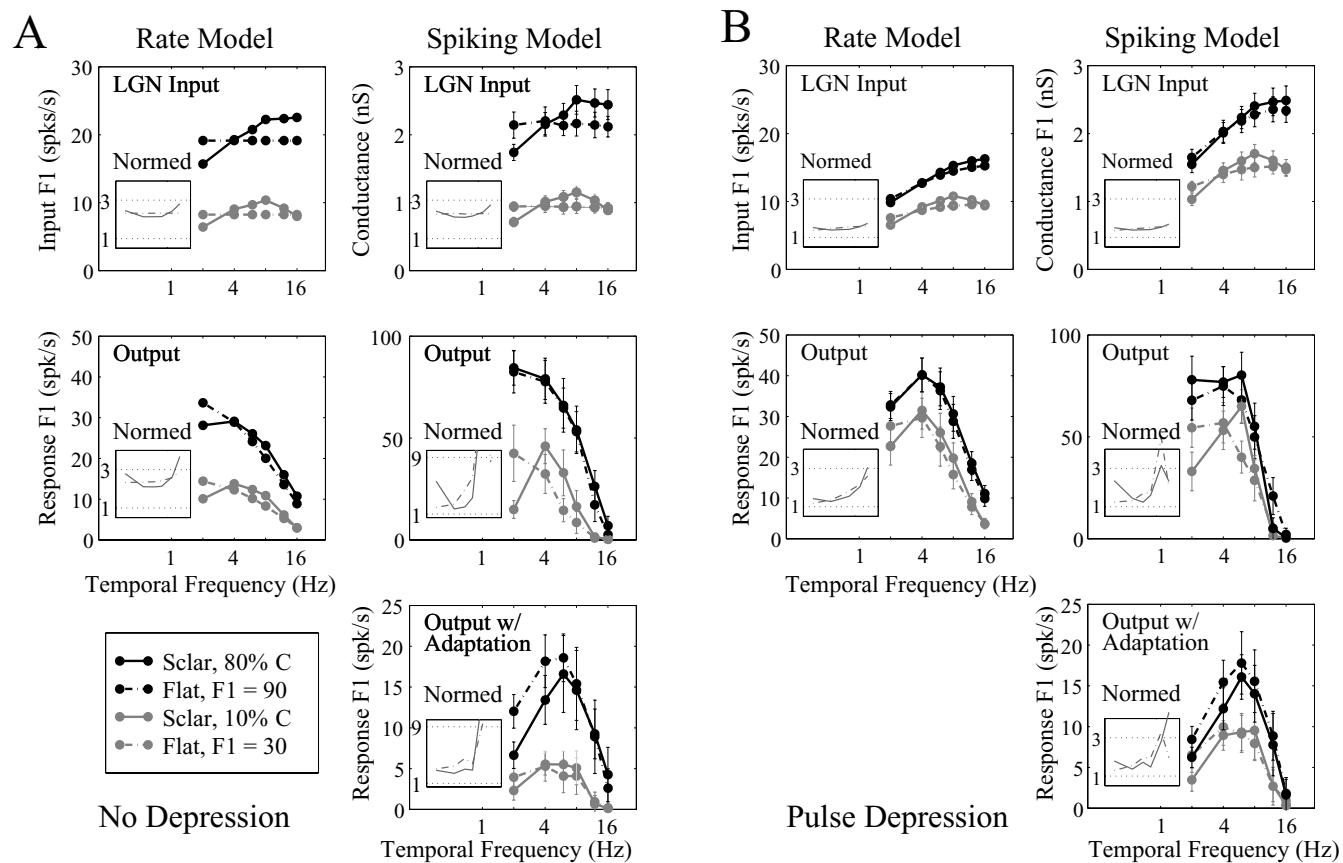 A
Rate Model
Spiking Model
30
20
10
0
Input F1 (spks/s)
LGN Input
Normed
3
1
1
4
16
3
2
1
0
Conductance (nS)
LGN Input
Normed
3
1
1
4
16
50
40
30
20
10
0
Response F1 (spk/s)
Output
Normed
3
1
1
4
16
Temporal Frequency (Hz)
100
50
0
Output
Normed
9
1
1
4
16
Sclar, 80% C
Flat, F1 = 90
Sclar, 10% C
Flat, F1 = 30
No Depression
25
20
15
10
5
0
Response F1 (spk/s)
Output w/
Adaptation
Normed
9
1
1
4
16
Temporal Frequency (Hz)
B
Rate Model
Spiking Model
30
20
10
0
Input F1 (spks/s)
LGN Input
Normed
3
1
1
4
16
3
2
1
0
Conductance F1 (nS)
LGN Input
Normed
3
1
1
4
16
50
40
30
20
10
0
Response F1 (spk/s)
Output
Normed
3
1
1
4
16
Temporal Frequency (Hz)
100
50
0
Output
Normed
3
1
1
4
16
Pulse Depression
25
20
15
10
5
0
Response F1 (spk/s)
Output w/
Adaptation
Normed
3
1
1
4
16
Temporal Frequency (Hz)